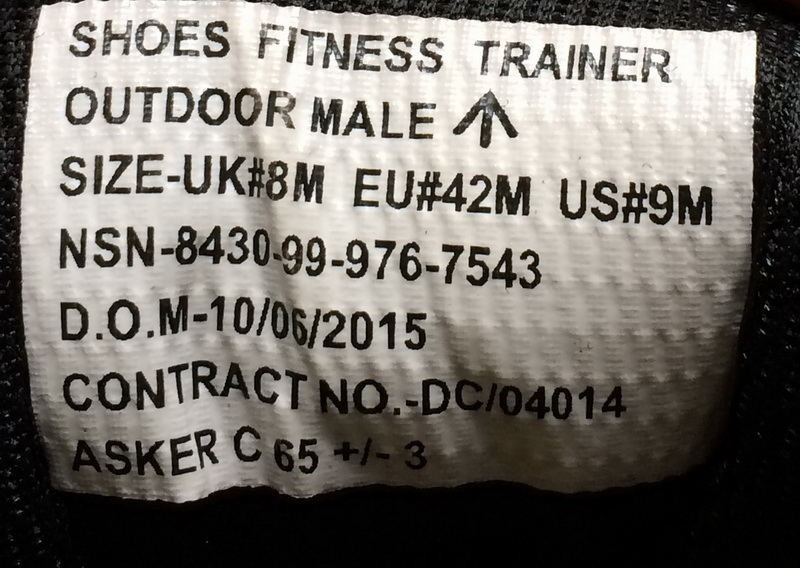 SHOES FITNESS TRAINER
OUTDOOR MALE
SIZE-UK#8M EU#42M US#9M
NSN-8430-99-976-7543
D.O.M-10/06/2015
CONTRACT NO.-DC/04014
ASKER C 65 +/- 3